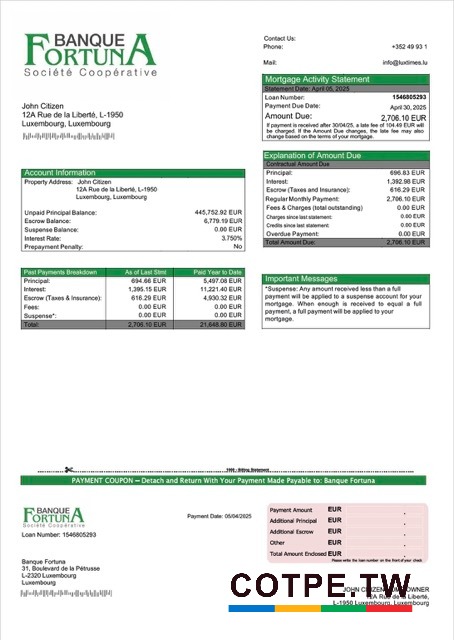 BANQUE
FORTUNA
Société Coopérative
Contact Us:
Phone: +352 49 93 1
Mail: info@luxtimes.lu
Mortgage Activity Statement
Statement Date: April 05, 2025
Loan Number: 1546805293
Payment Due Date: April 30, 2025
Amount Due: 2,706.10 EUR
If payment is received after 30/04/25, a late fee of 104.49 EUR will
be charged. If the Amount Due changes, the late fee may also
change based on the terms of your mortgage.
John Citizen
12A Rue de la Liberté, L-1950
Luxembourg, Luxembourg
Explanation of Amount Due
Contractual Amount Due
Principal: 696.83 EUR
Interest: 1,392.98 EUR
Escrow (Taxes and Insurance): 616.29 EUR
Regular Monthly Payment: 2,706.10 EUR
Fees & Charges (total outstanding) 0.00 EUR
Charges since last statement: 0.00 EUR
Credits since last statement: 0.00 EUR
Overdue Payment: 0.00 EUR
Total Amount Due: 2,706.10 EUR
Account Information
Property Address: John Citizen
12A Rue de la Liberté, L-1950
Luxembourg, Luxembourg
Unpaid Principal Balance: 445,752.92 EUR
Escrow Balance: 6,779.19 EUR
Suspense Balance: 0.00 EUR
Interest Rate: 3.750%
Prepayment Penalty: No
Past Payments Breakdown As of Last Stmt Paid Year to Date
Principal: 694.66 EUR 5,497.08 EUR
Interest: 1,395.15 EUR 11,221.40 EUR
Escrow (Taxes & Insurance): 616.29 EUR 4,930.32 EUR
Fees: 0.00 EUR 0.00 EUR
Suspense*: 0.00 EUR 0.00 EUR
Total: 2,706.10 EUR 21,648.80 EUR
Important Messages
*Suspense: Any amount received less than a full
payment will be applied to a suspense account for your
mortgage. When enough is received to equal a full
payment, a full payment will be applied to your
mortgage.
Billing Statement
PAYMENT COUPON – Detach and Return With Your Payment Made Payable to: Banque Fortuna
BANQUE
FORTUNA
Société Coopérative
Loan Number: 1546805293
Payment Date: 05/04/2025
Payment Amount EUR .
Additional Principal EUR .
Additional Escrow EUR .
Other EUR .
Total Amount Enclosed EUR .
Please write the loan number on the front of your check.
Banque Fortuna
31, Boulevard de la Pétrusse
L-2320 Luxembourg
Luxembourg
JOHN CITIZEN HOMEOWNER
12A Rue de la Liberté,
L-1950 Luxembourg, Luxembourg
COTPE.TW